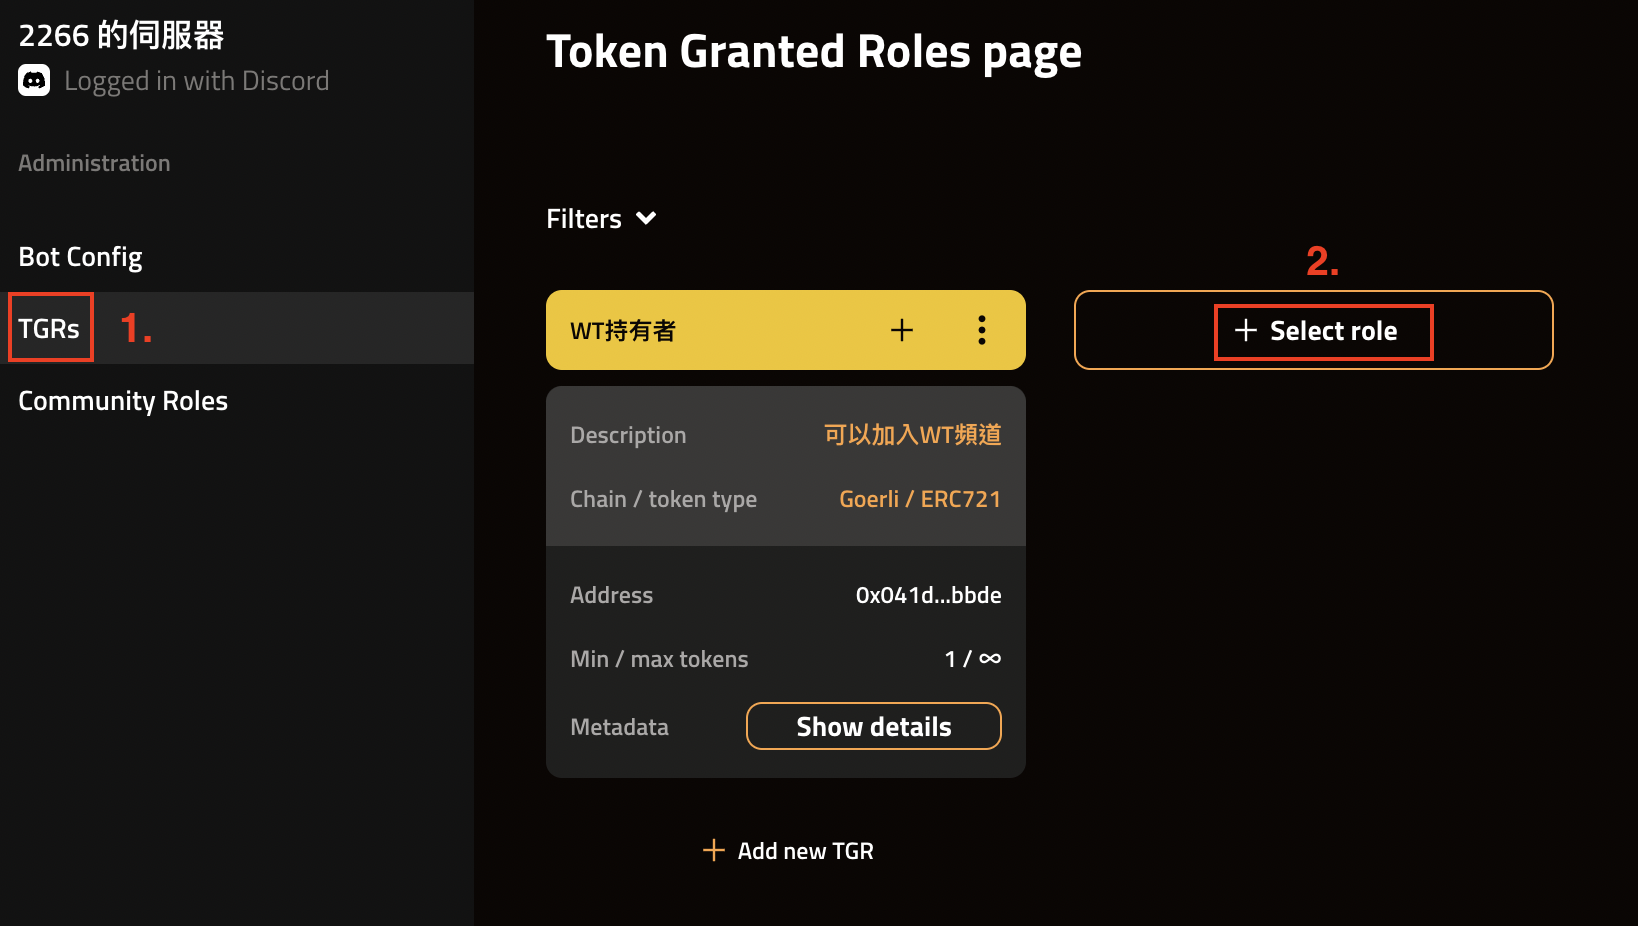 2266 的伺服器
Logged in with Discord
Administration
Bot Config
TGRs 1.
Community Roles
Token Granted Roles page
Filters
WT持有者
Description 可以加入WT頻道
Chain / token type Goerli / ERC721
Address 0x041d...bbde
Min / max tokens 1 / ∞
Metadata Show details
+ Add new TGR
2.
+ Select role